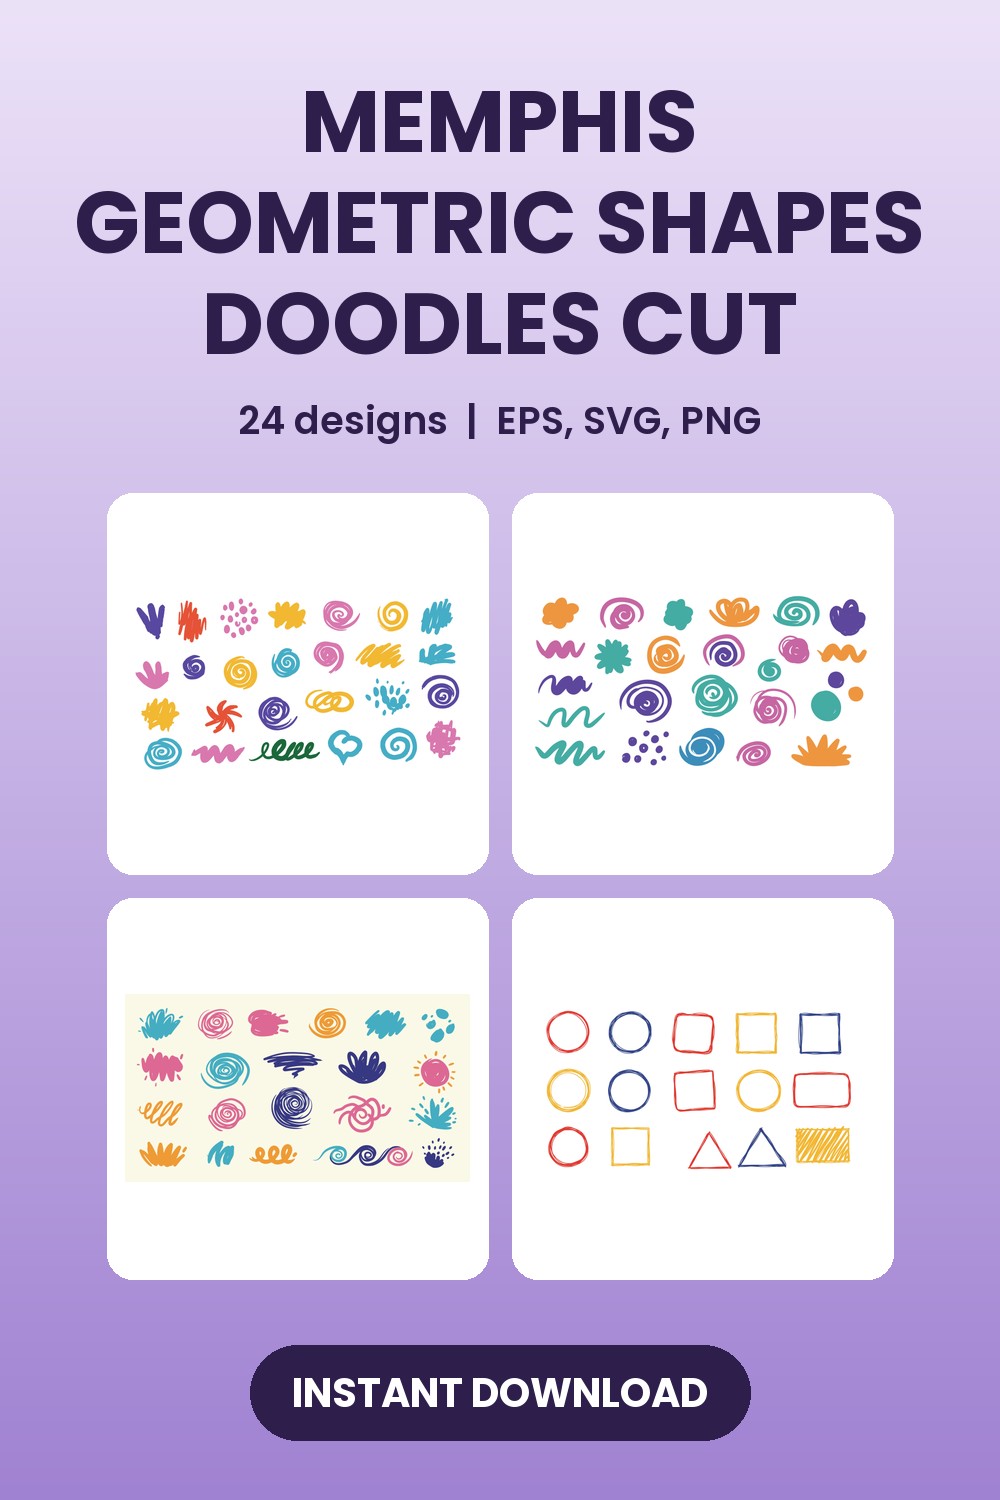 MEMPHIS
GEOMETRIC SHAPES
DOODLES CUT
24 designs | EPS, SVG, PNG
INSTANT DOWNLOAD